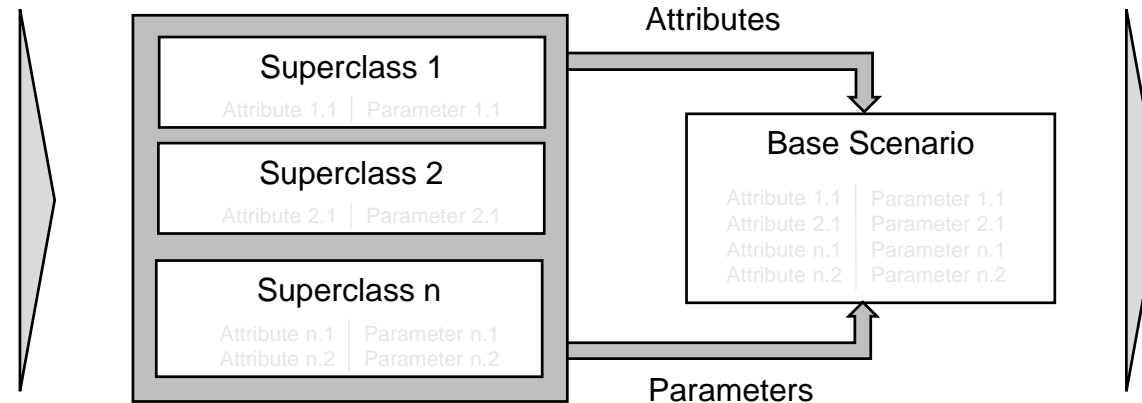 Attributes
Superclass 1
Attribute 1.1 Parameter 1.1
Superclass 2
Attribute 2.1 Parameter 2.1
Superclass n
Attribute n.1 Parameter n.1
Attribute n.2 Parameter n.2
Base Scenario
Attribute 1.1 Parameter 1.1
Attribute 2.1 Parameter 2.1
Attribute n.1 Parameter n.1
Attribute n.2 Parameter n.2
Parameters